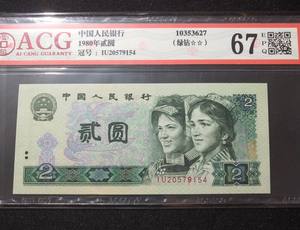 ACG
AI CANG GUARANTY
中国人民银行
1980年贰圆
冠号：IU20579154
10353627
(绿钻☆☆)
67
E
P
Q
中国人民银行
2
贰圆
IU20579154
2
2